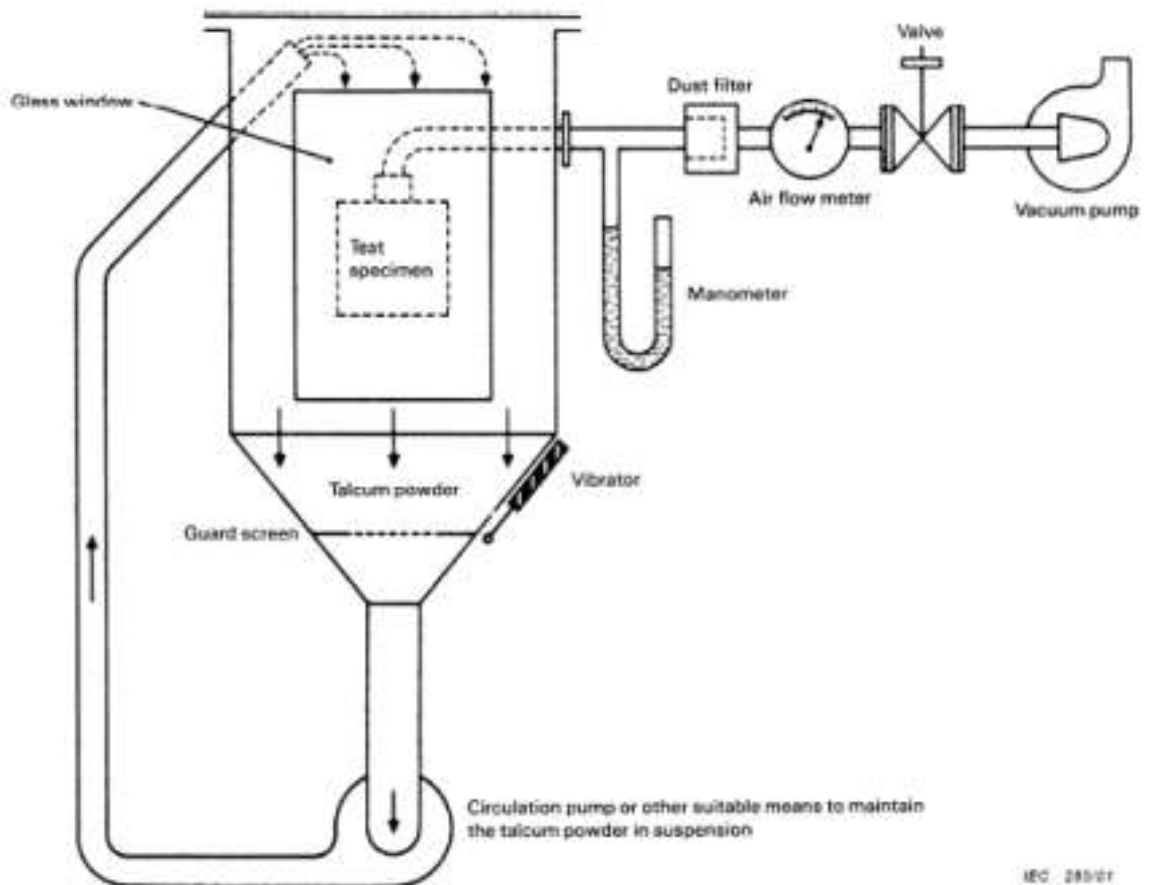 Valve
Dust filter
Glass window
Air flow meter
Vacuum pump
Test
specimen
Manometer
Talcum powder
Vibrator
Guard screen
Circulation pump or other suitable means to maintain
the talcum powder in suspension
IEC